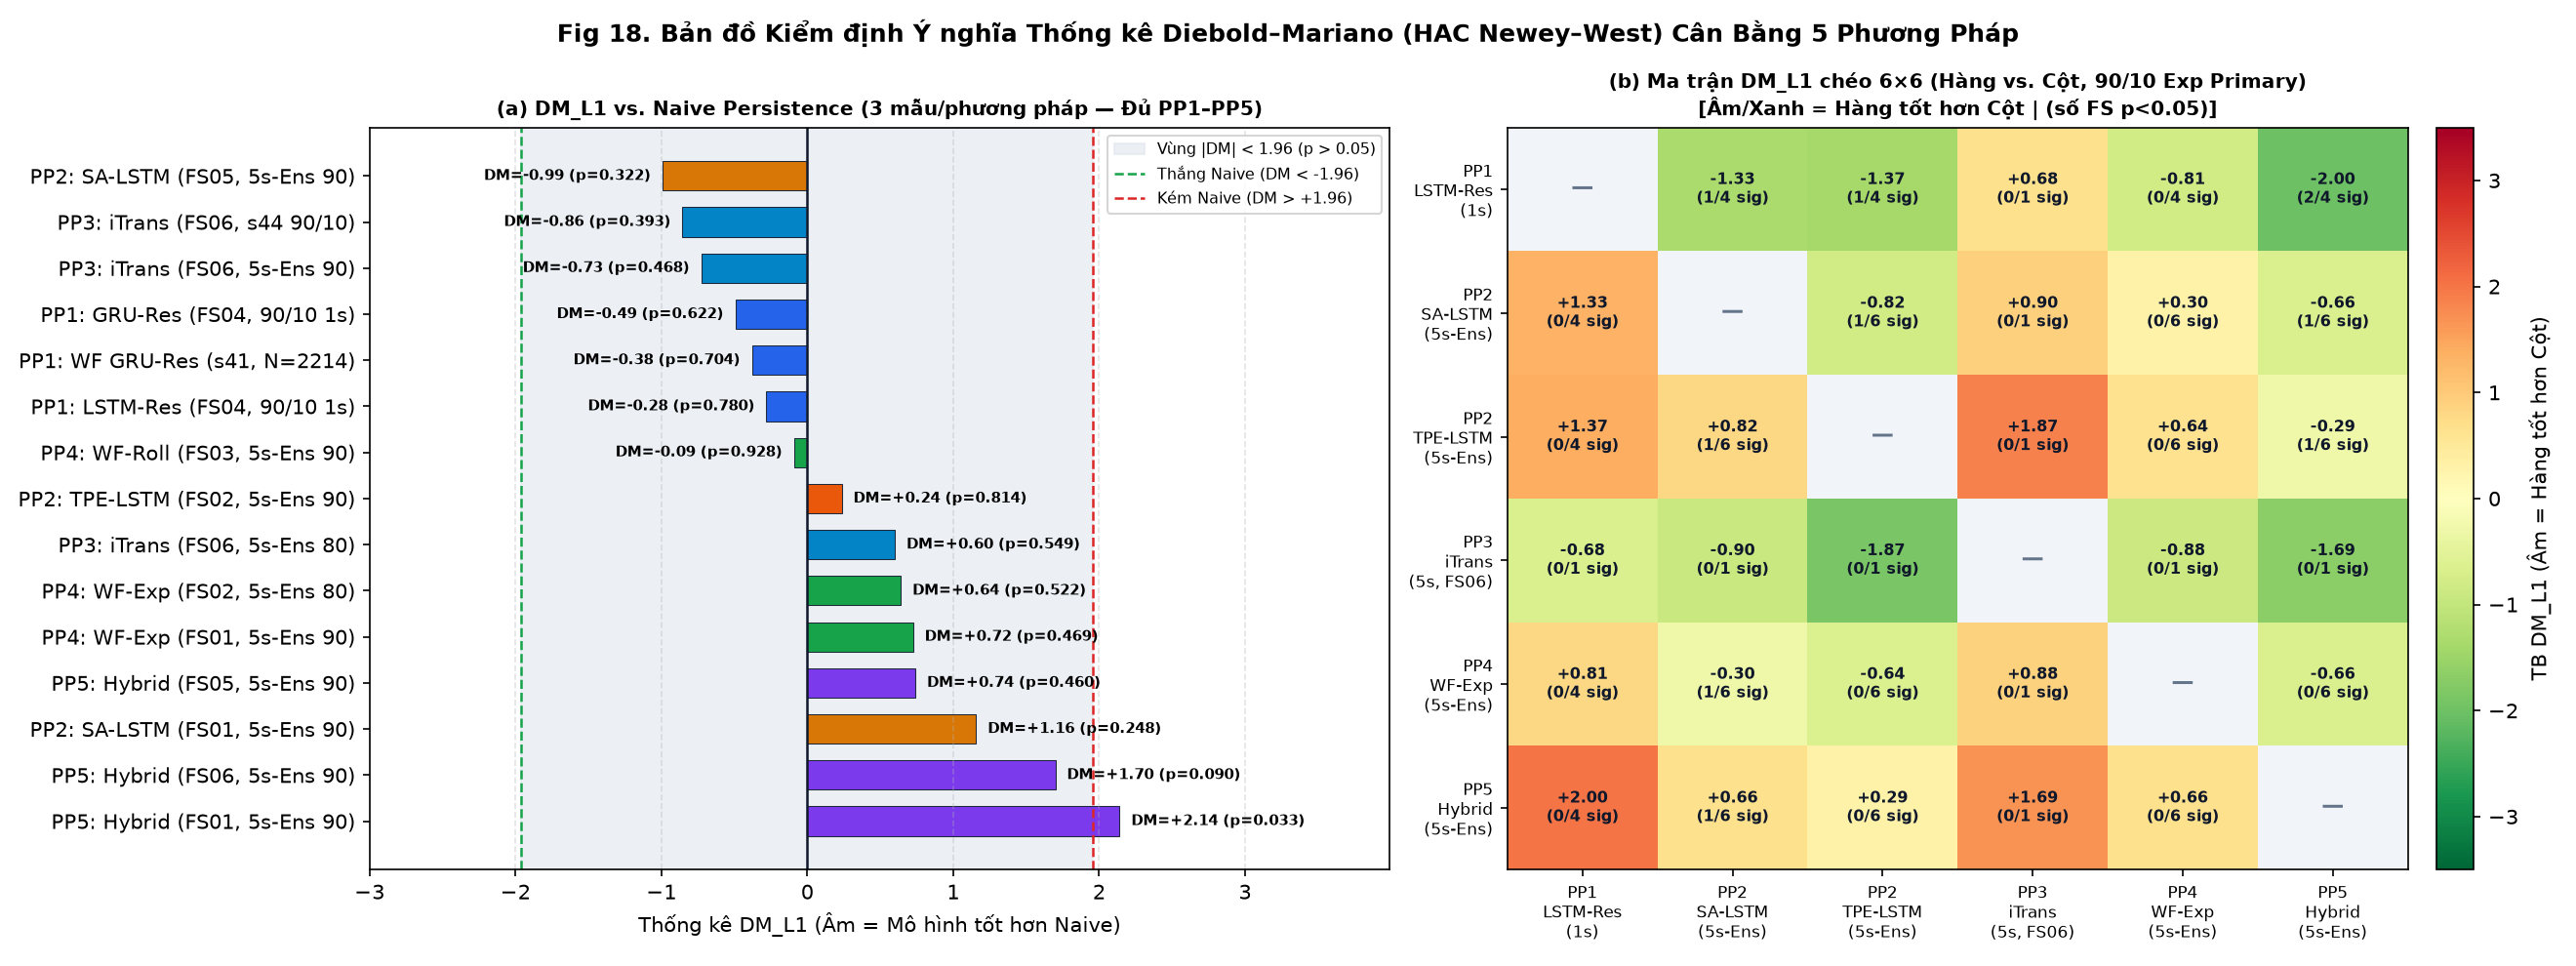 Fig 18. Bản đồ Kiểm định Ý nghĩa Thống kê Diebold–Mariano (HAC Newey–West) Cân Bằng 5 Phương Pháp
(a) DM_L1 vs. Naive Persistence (3 mẫu/phương pháp — Đủ PP1–PP5)
Vùng |DM| < 1.96 (p > 0.05)
Thắng Naive (DM < -1.96)
Kém Naive (DM > +1.96)
PP2: SA-LSTM (FS05, 5s-Ens 90)
DM=-0.99 (p=0.322)
PP3: iTrans (FS06, s44 90/10)
DM=-0.86 (p=0.393)
PP3: iTrans (FS06, 5s-Ens 90)
DM=-0.73 (p=0.468)
PP1: GRU-Res (FS04, 90/10 1s)
DM=-0.49 (p=0.622)
PP1: WF GRU-Res (s41, N=2214)
DM=-0.38 (p=0.704)
PP1: LSTM-Res (FS04, 90/10 1s)
DM=-0.28 (p=0.780)
PP4: WF-Roll (FS03, 5s-Ens 90)
DM=-0.09 (p=0.928)
PP2: TPE-LSTM (FS02, 5s-Ens 90)
DM=+0.24 (p=0.814)
PP3: iTrans (FS06, 5s-Ens 80)
DM=+0.60 (p=0.549)
PP4: WF-Exp (FS02, 5s-Ens 80)
DM=+0.64 (p=0.522)
PP4: WF-Exp (FS01, 5s-Ens 90)
DM=+0.72 (p=0.469)
PP5: Hybrid (FS05, 5s-Ens 90)
DM=+0.74 (p=0.460)
PP2: SA-LSTM (FS01, 5s-Ens 90)
DM=+1.16 (p=0.248)
PP5: Hybrid (FS06, 5s-Ens 90)
DM=+1.70 (p=0.090)
PP5: Hybrid (FS01, 5s-Ens 90)
DM=+2.14 (p=0.033)
−3 −2 −1 0 1 2 3
Thống kê DM_L1 (Âm = Mô hình tốt hơn Naive)
(b) Ma trận DM_L1 chéo 6×6 (Hàng vs. Cột, 90/10 Exp Primary)
[Âm/Xanh = Hàng tốt hơn Cột | (số FS p<0.05)]
PP1
LSTM-Res
(1s)
— -1.33 -1.37 +0.68 -0.81 -2.00
(1/4 sig) (1/4 sig) (0/1 sig) (0/4 sig) (2/4 sig)
PP2
SA-LSTM
(5s-Ens)
+1.33 — -0.82 +0.90 +0.30 -0.66
(0/4 sig) (1/6 sig) (0/1 sig) (0/6 sig) (1/6 sig)
PP2
TPE-LSTM
(5s-Ens)
+1.37 +0.82 — +1.87 +0.64 -0.29
(0/4 sig) (1/6 sig) (0/1 sig) (0/6 sig) (1/6 sig)
PP3
iTrans
(5s, FS06)
-0.68 -0.90 -1.87 — -0.88 -1.69
(0/1 sig) (0/1 sig) (0/1 sig) (0/1 sig) (0/1 sig)
PP4
WF-Exp
(5s-Ens)
+0.81 -0.30 -0.64 +0.88 — -0.66
(0/4 sig) (1/6 sig) (0/6 sig) (0/1 sig) (0/6 sig)
PP5
Hybrid
(5s-Ens)
+2.00 +0.66 +0.29 +1.69 +0.66 —
(0/4 sig) (1/6 sig) (0/6 sig) (0/1 sig) (0/6 sig)
PP1 PP2 PP2 PP3 PP4 PP5
LSTM-Res SA-LSTM TPE-LSTM iTrans WF-Exp Hybrid
(1s) (5s-Ens) (5s-Ens) (5s, FS06) (5s-Ens) (5s-Ens)
3
2
1
0
−1
−2
−3
TB DM_L1 (Âm = Hàng tốt hơn Cột)